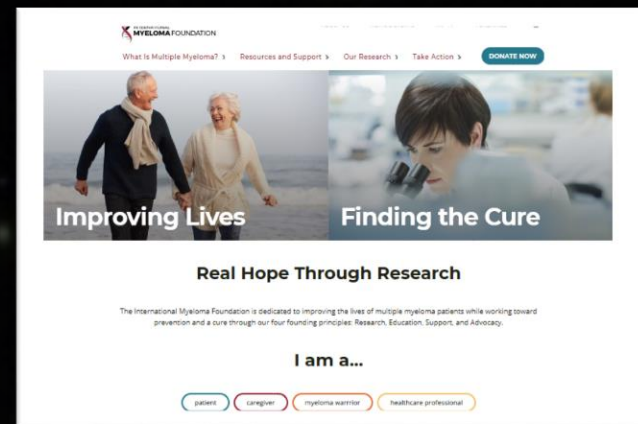 INTERNATIONAL
MYELOMA FOUNDATION
What Is Multiple Myeloma?
Resources and Support
Our Research
Take Action
DONATE NOW
Improving Lives
Finding the Cure
Real Hope Through Research
The International Myeloma Foundation is dedicated to improving the lives of multiple myeloma patients while working toward
prevention and a cure through our four founding principles: Research, Education, Support, and Advocacy.
I am a...
patient
caregiver
myeloma warrior
healthcare professional